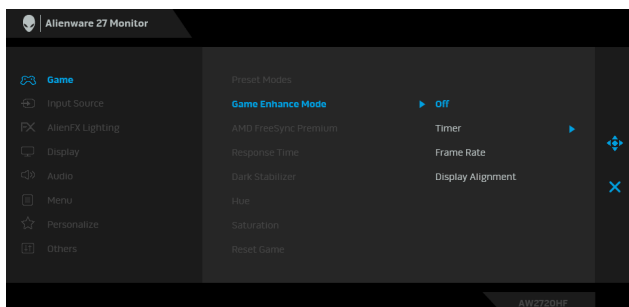 Alienware 27 Monitor
Game
Input Source
AlienFX Lighting
Display
Audio
Menu
Personalize
Others
Preset Modes
Game Enhance Mode
AMD FreeSync Premium
Response Time
Dark Stabilizer
Hue
Saturation
Reset Game
Off
Timer
Frame Rate
Display Alignment
AW2720HF